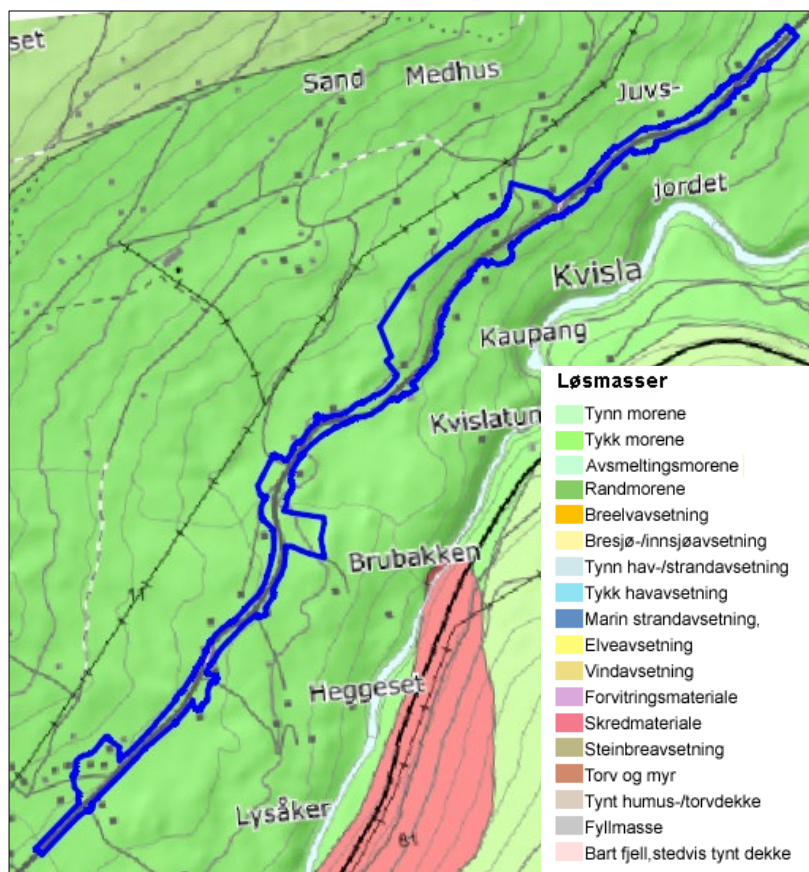 set
Sand Medhus
Juvs-
jordet
Kvisla
Kaupang
Kvislatun
Brubakken
11
Heggeset
Lysåker
81
Løsmasser
Tynn morene
Tykk morene
Avsmeltingsmorene
Randmorene
Breelvavsetning
Bresjø-/innsjøavsetning
Tynn hav-/strandavsetning
Tykk havavsetning
Marin strandavsetning,
Elveavsetning
Vindavsetning
Forvitringsmateriale
Skredmateriale
Steinbreavsetning
Torv og myr
Tynt humus-/torvdekke
Fyllmasse
Bart fjell,stedvis tynt dekke